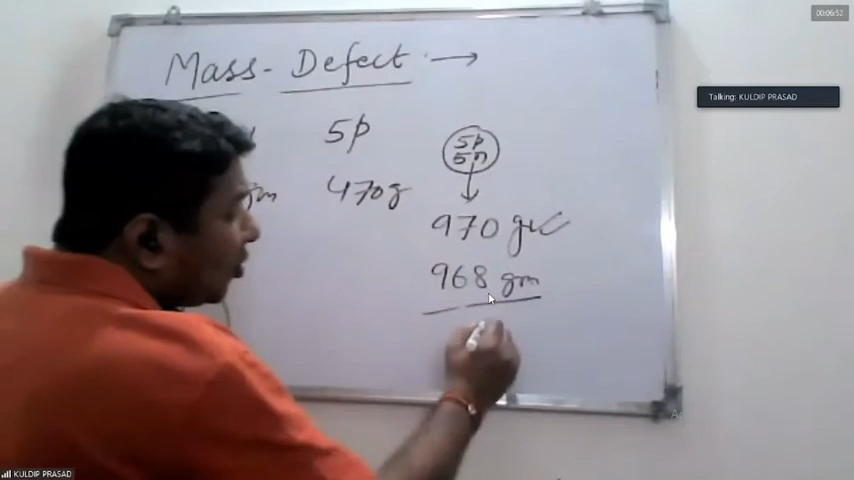 00:06:52
Mass-Defect →
Talking: KULDIP PRASAD
5p
5p
5n
470g
970 gm
968 gm
KULDIP PRASAD